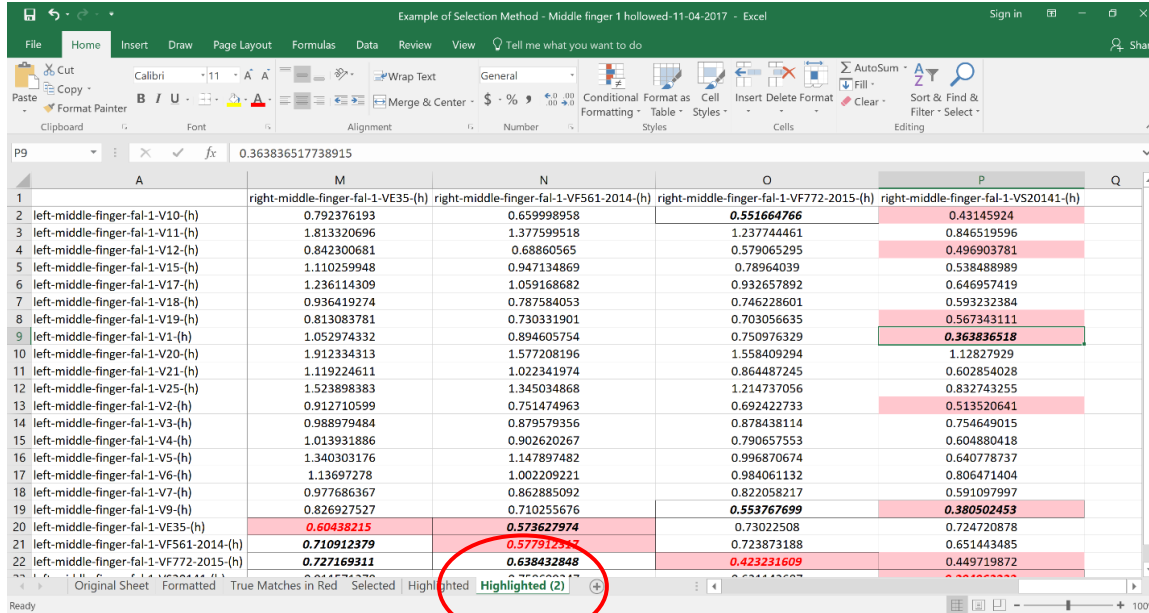 Example of Selection Method - Middle finger 1 hollowed-11-04-2017 - Excel Sign in
File Home Insert Draw Page Layout Formulas Data Review View Tell me what you want to do Shar
Paste Cut Copy Format Painter Clipboard
Calibri 11 A A B I U A Font
Wrap Text Merge & Center Alignment
General $ % Number
Conditional Formatting Format as Table Cell Styles Styles
Insert Delete Format Cells
AutoSum Fill Clear Sort & Filter Find & Select Editing
P9 fx 0.363836517738915
A M N O P Q
1 right-middle-finger-fal-1-VE35-(h) right-middle-finger-fal-1-VF561-2014-(h) right-middle-finger-fal-1-VF772-2015-(h) right-middle-finger-fal-1-VS20141-(h)
2 left-middle-finger-fal-1-V10-(h) 0.792376193 0.659998958 0.551664766 0.43145924
3 left-middle-finger-fal-1-V11-(h) 1.813320696 1.377599518 1.237744461 0.846519596
4 left-middle-finger-fal-1-V12-(h) 0.842300681 0.68860565 0.579065295 0.496903781
5 left-middle-finger-fal-1-V15-(h) 1.110259948 0.947134869 0.78964039 0.538488989
6 left-middle-finger-fal-1-V17-(h) 1.236114309 1.059168682 0.932657892 0.646957419
7 left-middle-finger-fal-1-V18-(h) 0.936419274 0.787584053 0.746228601 0.593232384
8 left-middle-finger-fal-1-V19-(h) 0.813083781 0.730331901 0.703056635 0.567343111
9 left-middle-finger-fal-1-V1-(h) 1.052974332 0.894605754 0.750976329 0.363836518
10 left-middle-finger-fal-1-V20-(h) 1.912334313 1.577208196 1.558409294 1.12827929
11 left-middle-finger-fal-1-V21-(h) 1.119224611 1.022341974 0.864487245 0.602854028
12 left-middle-finger-fal-1-V25-(h) 1.523898383 1.345034868 1.214737056 0.832743255
13 left-middle-finger-fal-1-V2-(h) 0.912710599 0.751474963 0.692422733 0.513520641
14 left-middle-finger-fal-1-V3-(h) 0.988979484 0.879579356 0.878438114 0.754649015
15 left-middle-finger-fal-1-V4-(h) 1.013931886 0.902620267 0.790657553 0.604880418
16 left-middle-finger-fal-1-V5-(h) 1.340303176 1.147897482 0.996870674 0.640778737
17 left-middle-finger-fal-1-V6-(h) 1.13697278 1.002209221 0.984061132 0.806471404
18 left-middle-finger-fal-1-V7-(h) 0.977686367 0.862885092 0.822058217 0.591097997
19 left-middle-finger-fal-1-V9-(h) 0.826927527 0.710255676 0.553767699 0.380502453
20 left-middle-finger-fal-1-VE35-(h) 0.60438215 0.573627974 0.73022508 0.724720878
21 left-middle-finger-fal-1-VF561-2014-(h) 0.710912379 0.577912317 0.723873188 0.651443485
22 left-middle-finger-fal-1-VF772-2015-(h) 0.727169311 0.638432848 0.423231609 0.449719872
Original Sheet Formatted True Matches in Red Selected Highlighted Highlighted (2)
Ready 100